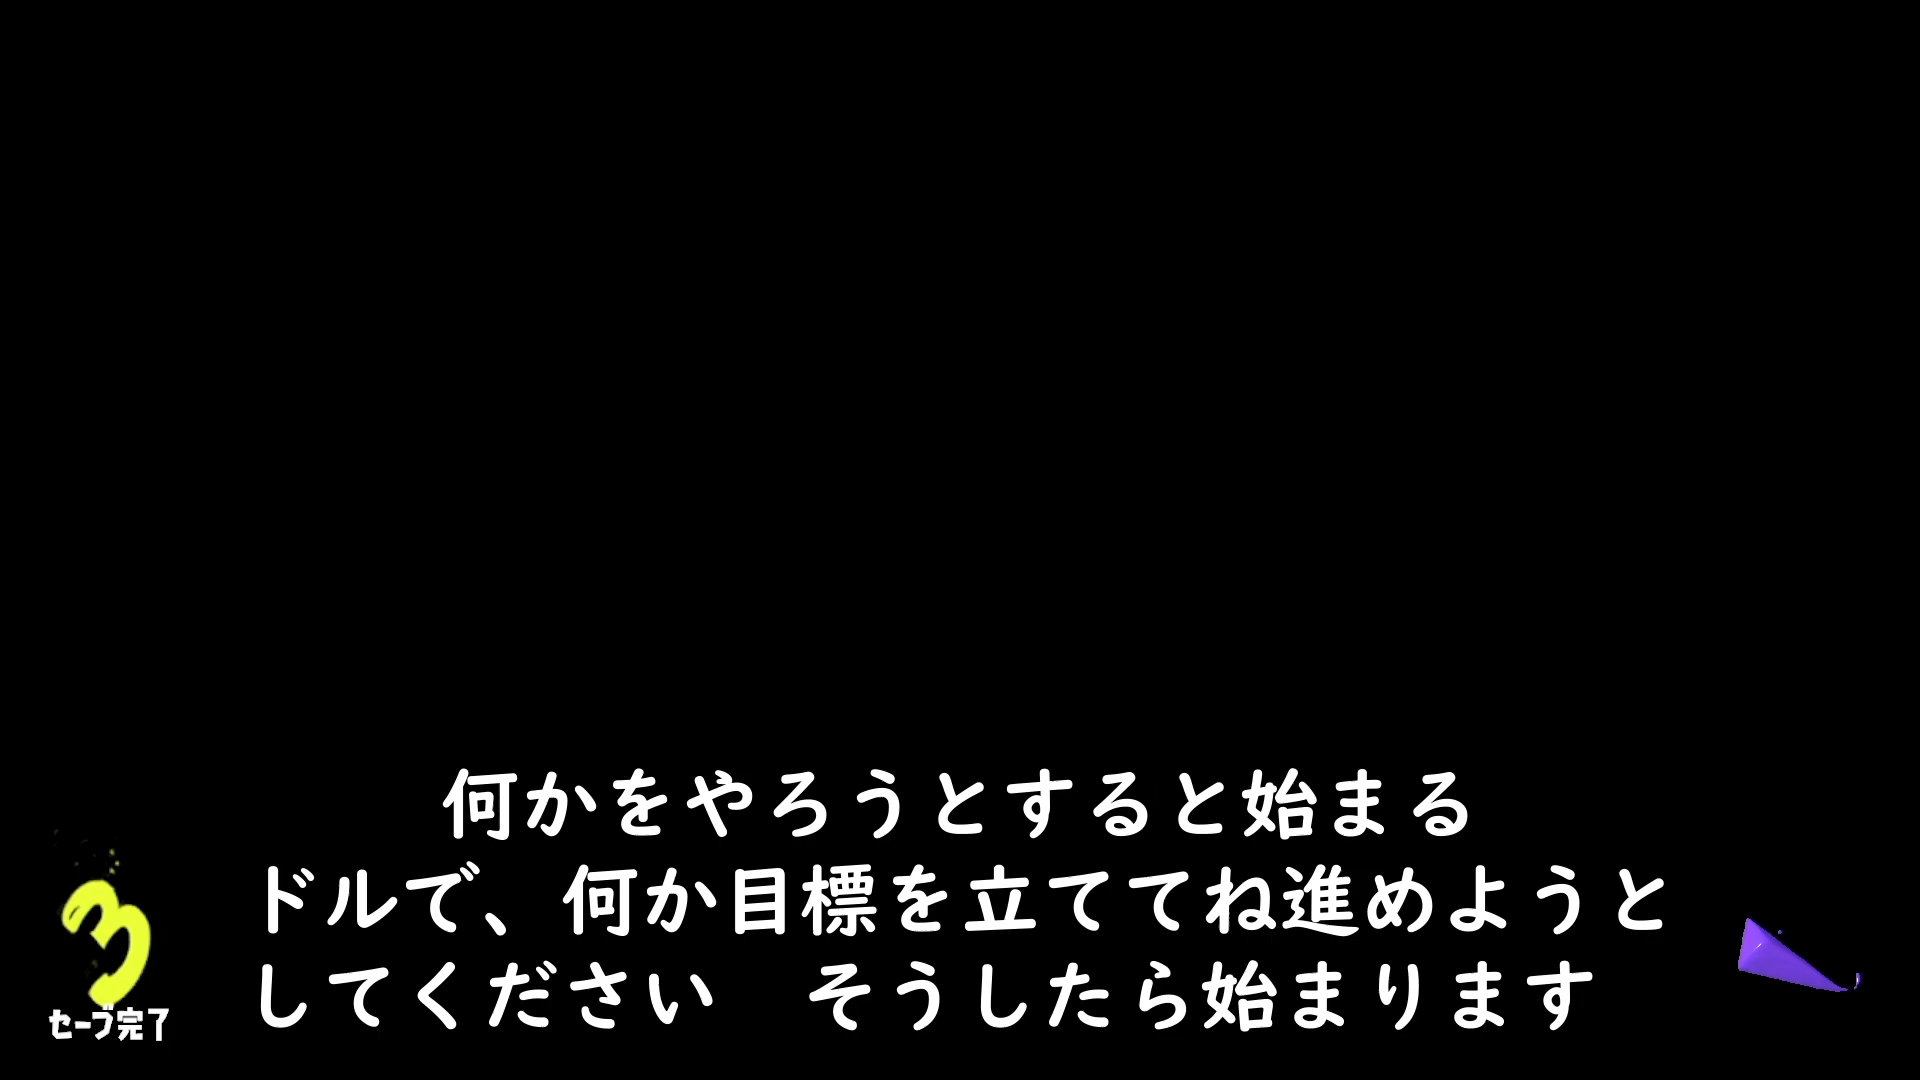 何かをやろうとすると始まる
ドルで、何か目標を立ててね進めようと
してください　そうしたら始まります
3
セーブ完了